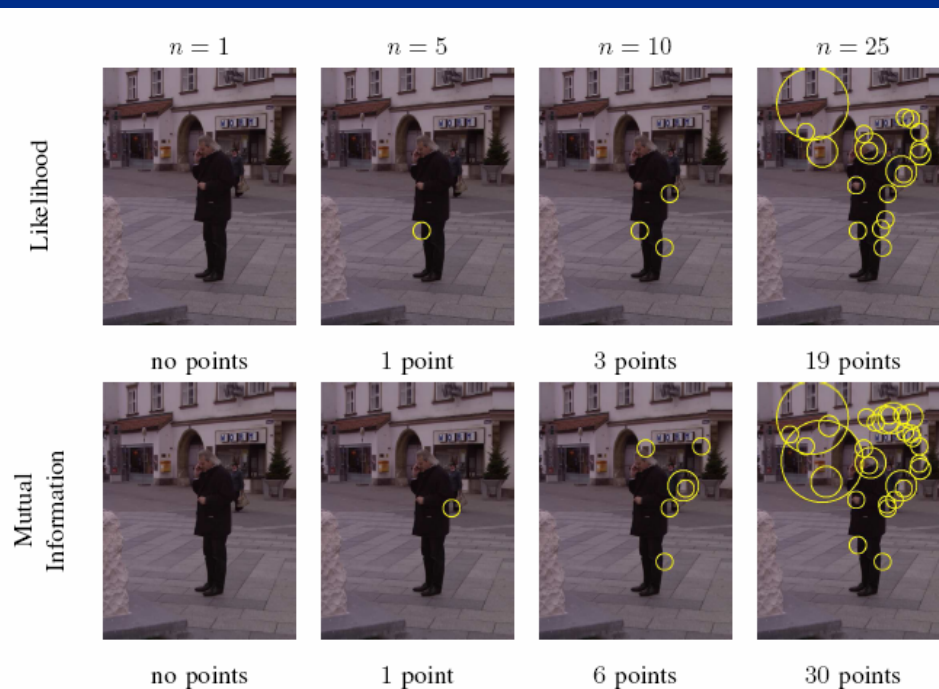 n = 1 n = 5 n = 10 n = 25
Likelihood
no points 1 point 3 points 19 points
Mutual
Information
no points 1 point 6 points 30 points